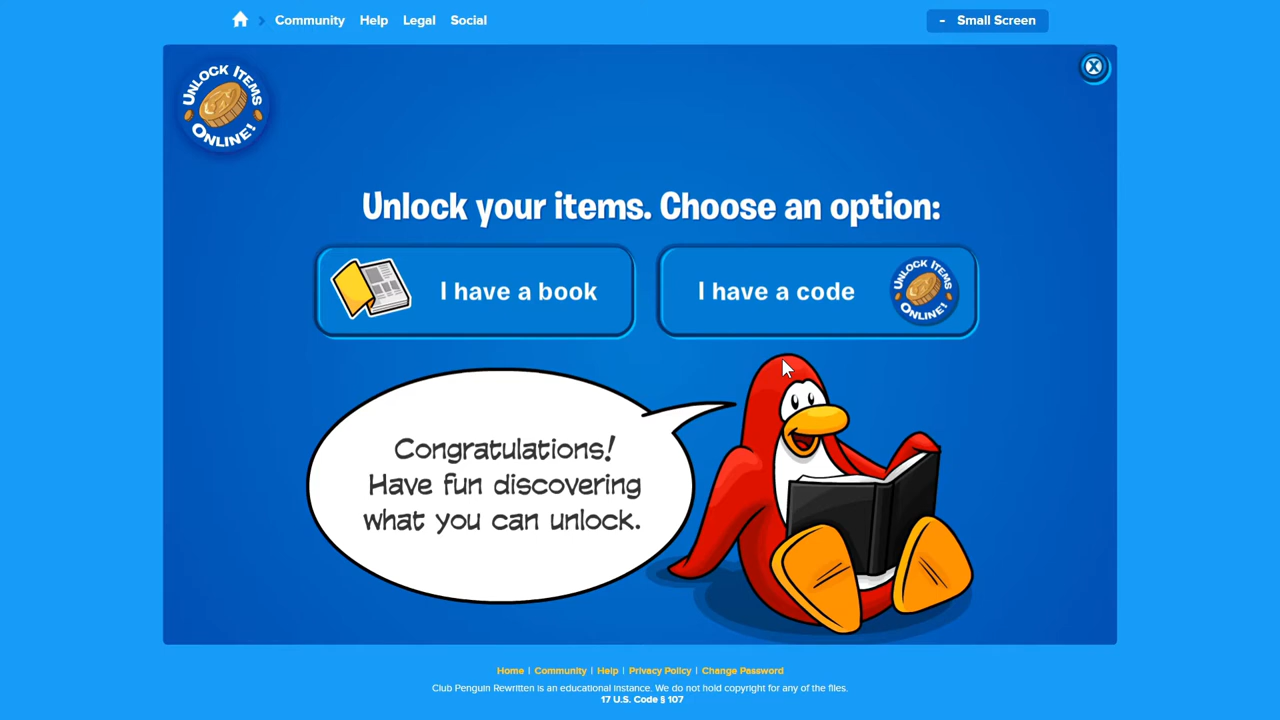 Community Help Legal Social
- Small Screen
UNLOCK ITEMS
ONLINE!
X
Unlock your items. Choose an option:
I have a book
I have a code
UNLOCK ITEMS
ONLINE!
Congratulations!
Have fun discovering
what you can unlock.
Home | Community | Help | Privacy Policy | Change Password
Club Penguin Rewritten is an educational instance. We do not hold copyright for any of the files.
17 U.S. Code § 107